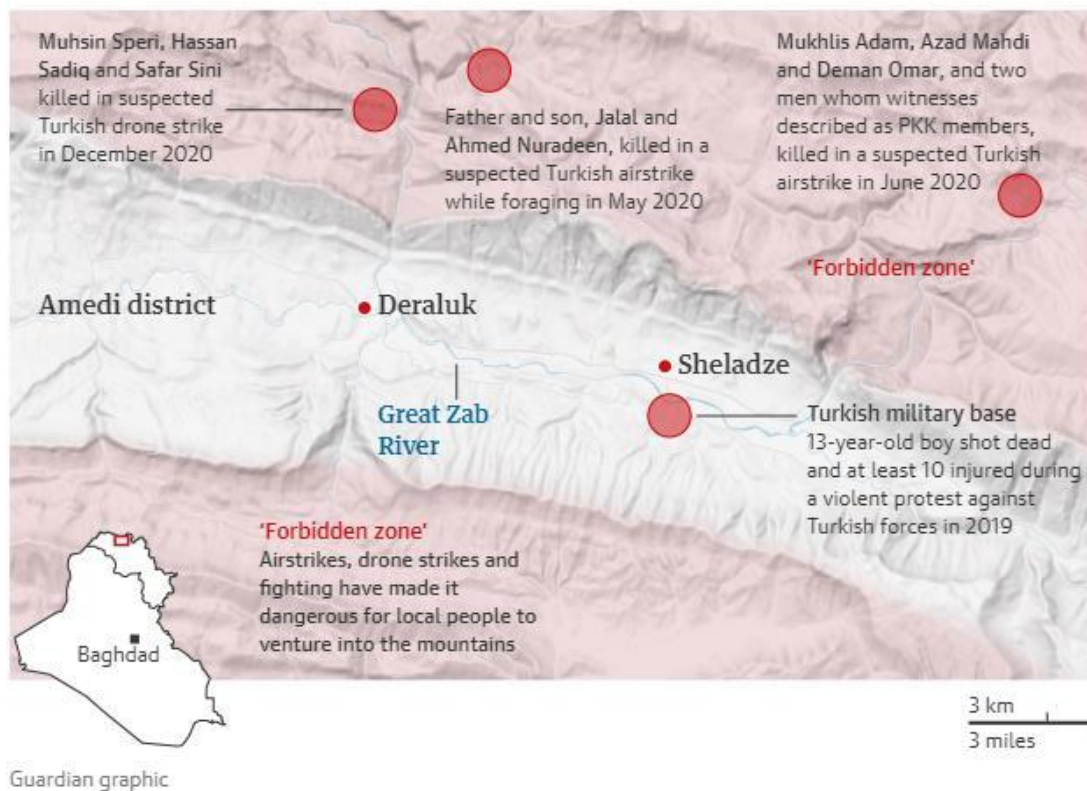 Muhsin Speri, Hassan
Sadiq and Safar Sini
killed in suspected
Turkish drone strike
in December 2020
Father and son, Jalal and
Ahmed Nuradeen, killed in a
suspected Turkish airstrike
while foraging in May 2020
Mukhlis Adam, Azad Mahdi
and Deman Omar, and two
men whom witnesses
described as PKK members,
killed in a suspected Turkish
airstrike in June 2020
'Forbidden zone'
Amedi district
Deraluk
Sheladze
Great Zab
River
Turkish military base
13-year-old boy shot dead
and at least 10 injured during
a violent protest against
Turkish forces in 2019
'Forbidden zone'
Airstrikes, drone strikes and
fighting have made it
dangerous for local people to
venture into the mountains
Baghdad
3 km
3 miles
Guardian graphic